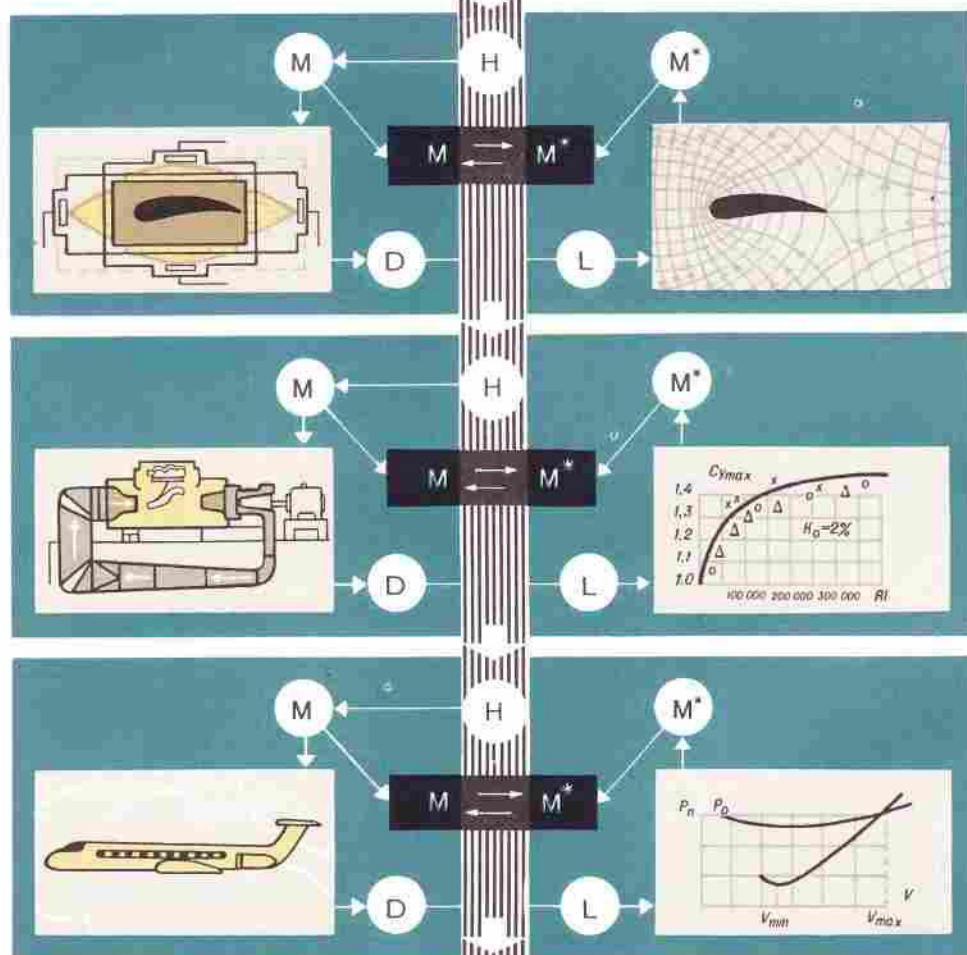 M H M*
M M*
D L
M H M*
M M*
Cymax
1,4
1,3
H₀=2%
1,2
1,1
1.0
100 000 200 000 300 000 Rl
D L
M H M*
M M*
Pn P₀
V
Vmin Vmax
D L